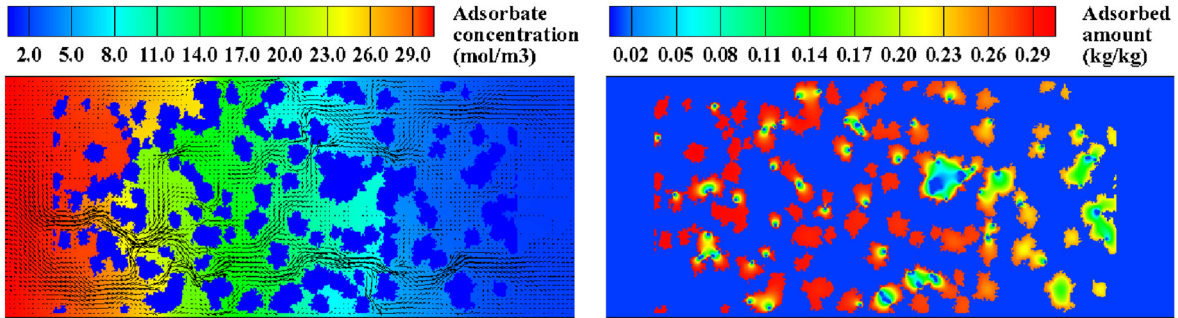 Adsorbate
concentration
(mol/m3)
2.0 5.0 8.0 11.0 14.0 17.0 20.0 23.0 26.0 29.0
Adsorbed
amount
(kg/kg)
0.02 0.05 0.08 0.11 0.14 0.17 0.20 0.23 0.26 0.29